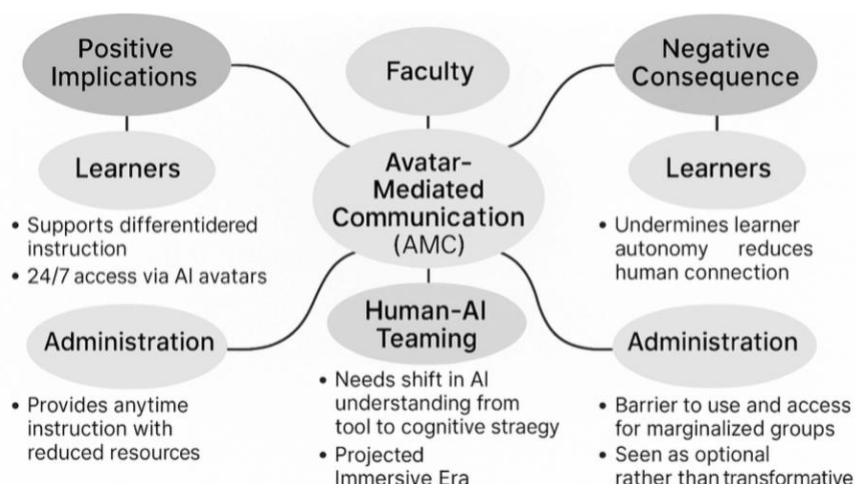 Positive
Implications
Learners
• Supports differentidered
instruction
• 24/7 access via AI avatars
Administration
• Provides anytime
instruction with
reduced resources
Faculty
Avatar-
Mediated
Communication
(AMC)
Human-AI
Teaming
• Needs shift in AI
understanding from
tool to cognitive straegy
• Projected
Immersive Era
Negative
Consequence
Learners
• Undermines learner
autonomy reduces
human connection
Administration
• Barrier to use and access
for marginalized groups
• Seen as optional
rather than transformative